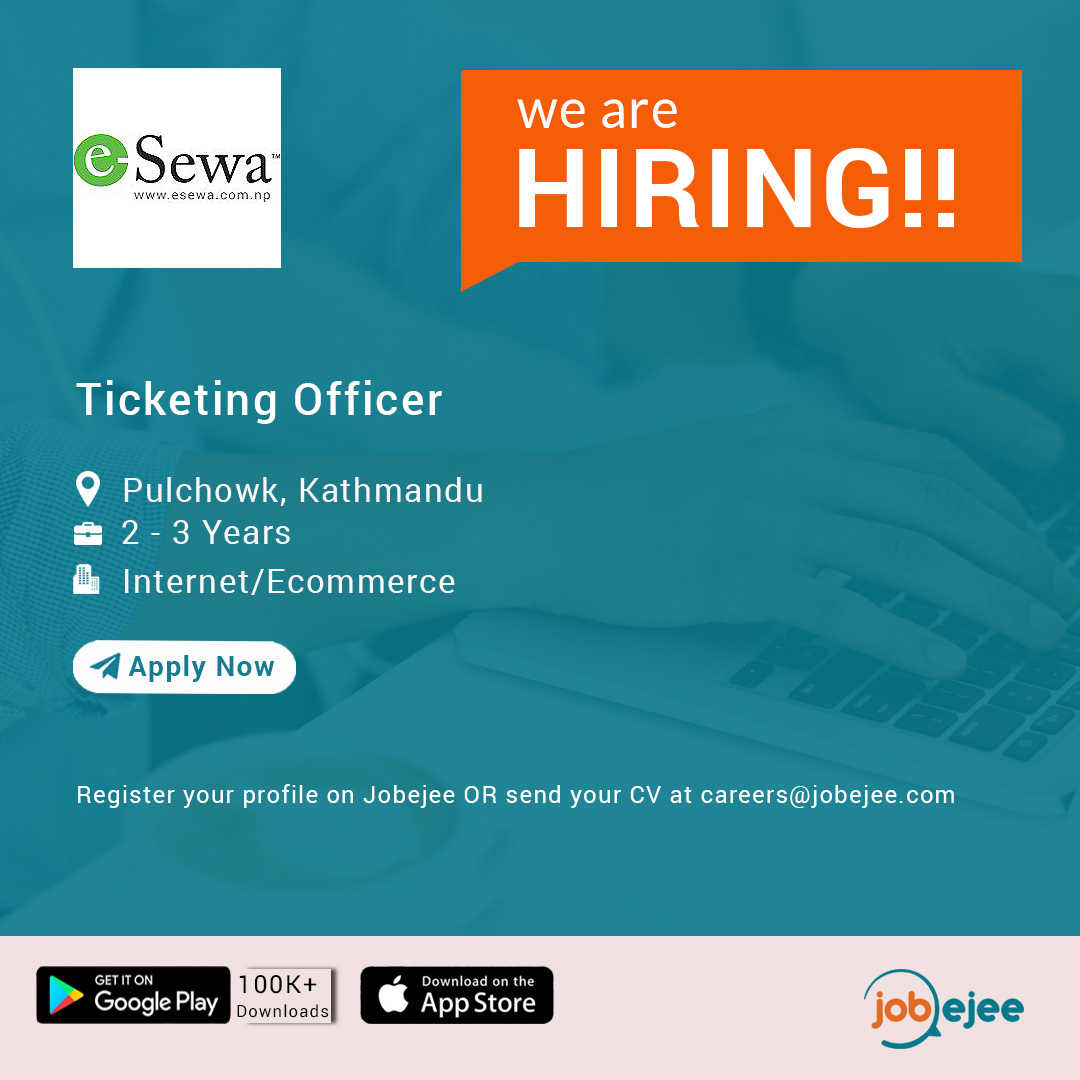 e-Sewa™
www.esewa.com.np
we are
HIRING!!
Ticketing Officer
Pulchowk, Kathmandu
2 - 3 Years
Internet/Ecommerce
Apply Now
Register your profile on Jobejee OR send your CV at careers@jobejee.com
GET IT ON
Google Play
100K+
Downloads
Download on the
App Store
jobejee